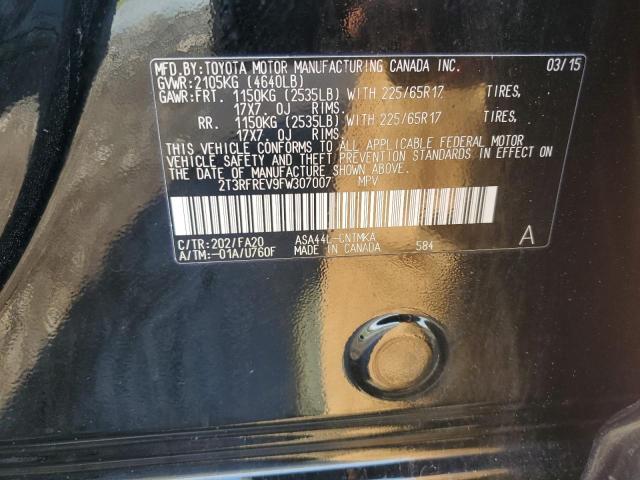 MFD.BY:TOYOTA MOTOR MANUFACTURING CANADA INC. 03/15
GVWR:2105KG (4640LB)
GAWR:FRT. 1150KG (2535LB) WITH 225/65R17 TIRES,
17X7.0J RIMS
RR. 1150KG (2535LB) WITH 225/65R17 TIRES,
17X7.0J RIMS
THIS VEHICLE CONFORMS TO ALL APPLICABLE FEDERAL MOTOR
VEHICLE SAFETY AND THEFT PREVENTION STANDARDS IN EFFECT ON
THE DATE OF MANUFACTURE SHOWN ABOVE.
2T3RFREV9FW307007 MPV
C/TR:202/FA20 ASA44L-CNTMKA A
A/TM:-01A/U760F MADE IN CANADA 584